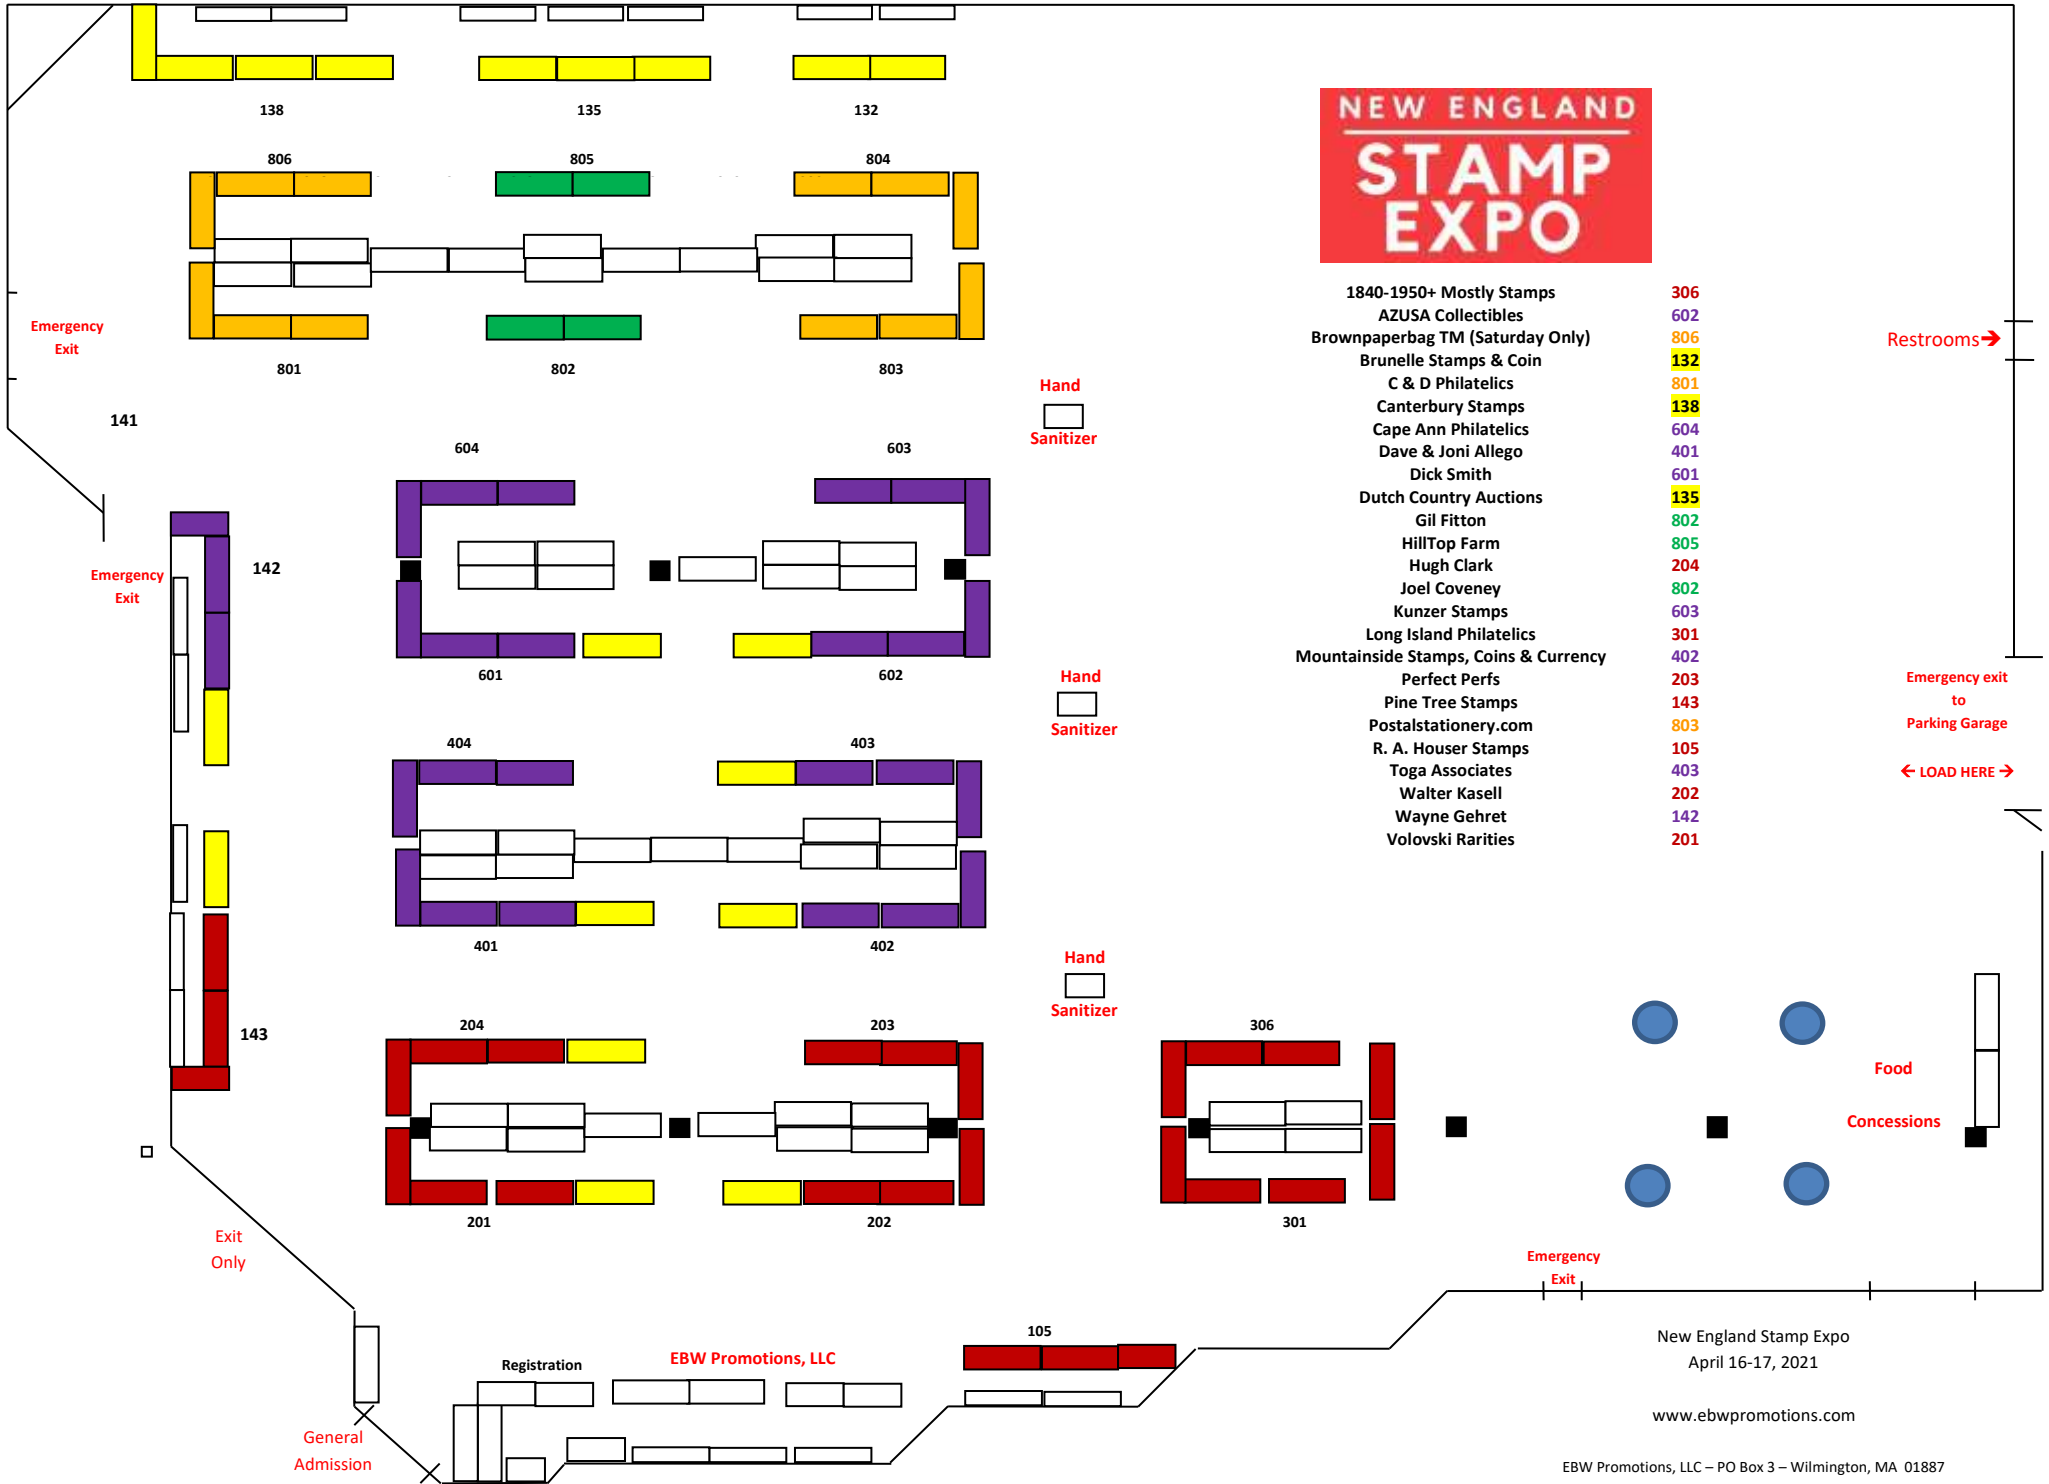 138
135
132
806
805
804
NEW ENGLAND
STAMP
EXPO
1840-1950+ Mostly Stamps 306
AZUSA Collectibles 602
Brownpaperbag TM (Saturday Only) 806
Brunelle Stamps & Coin 132
C & D Philatelics 801
Canterbury Stamps 138
Cape Ann Philatelics 604
Dave & Joni Allego 401
Dick Smith 601
Dutch Country Auctions 135
Gil Fitton 802
HillTop Farm 805
Hugh Clark 204
Joel Coveney 802
Kunzer Stamps 603
Long Island Philatelics 301
Mountainside Stamps, Coins & Currency 402
Perfect Perfs 203
Pine Tree Stamps 143
Postalstationery.com 803
R. A. Houser Stamps 105
Toga Associates 403
Walter Kasell 202
Wayne Gehret 142
Volovski Rarities 201
Emergency
Exit
801
802
803
Restrooms➔
Hand
Sanitizer
141
604
603
Emergency
Exit
142
601
602
Hand
Sanitizer
Emergency exit
to
Parking Garage
← LOAD HERE →
404
403
401
402
Hand
Sanitizer
143
204
203
306
Food
Concessions
201
202
301
Exit
Only
Emergency
Exit
105
Registration
EBW Promotions, LLC
General
Admission
New England Stamp Expo
April 16-17, 2021
www.ebwpromotions.com
EBW Promotions, LLC – PO Box 3 – Wilmington, MA 01887